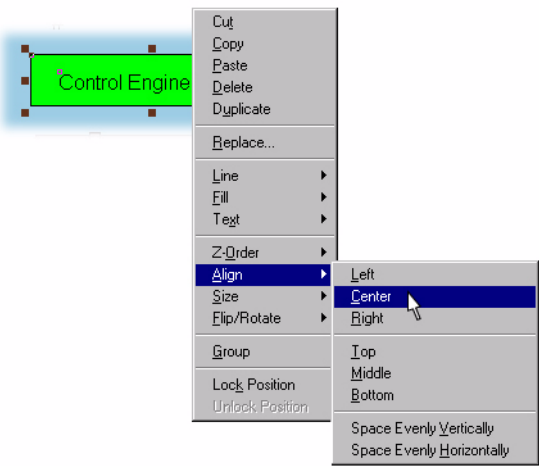 Control Engine
Cut
Copy
Paste
Delete
Duplicate
Replace...
Line
Fill
Text
Z-Order
Align
Size
Flip/Rotate
Group
Lock Position
Unlock Position
Left
Center
Right
Top
Middle
Bottom
Space Evenly Vertically
Space Evenly Horizontally